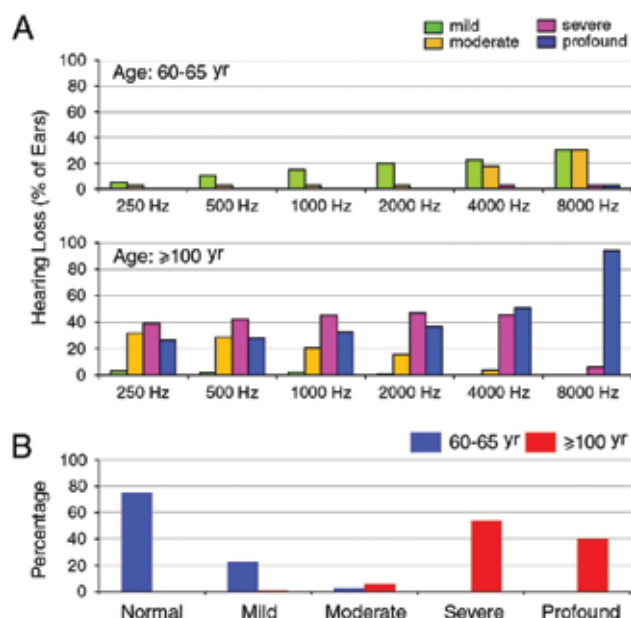 A
mild
severe
moderate
profound
Hearing Loss (% of Ears)
Age: 60-65 yr
100
80
60
40
20
0
250 Hz 500 Hz 1000 Hz 2000 Hz 4000 Hz 8000 Hz
Age: ⩾100 yr
100
80
60
40
20
0
250 Hz 500 Hz 1000 Hz 2000 Hz 4000 Hz 8000 Hz
B
60-65 yr ⩾100 yr
Percentage
100
80
60
40
20
0
Normal Mild Moderate Severe Profound